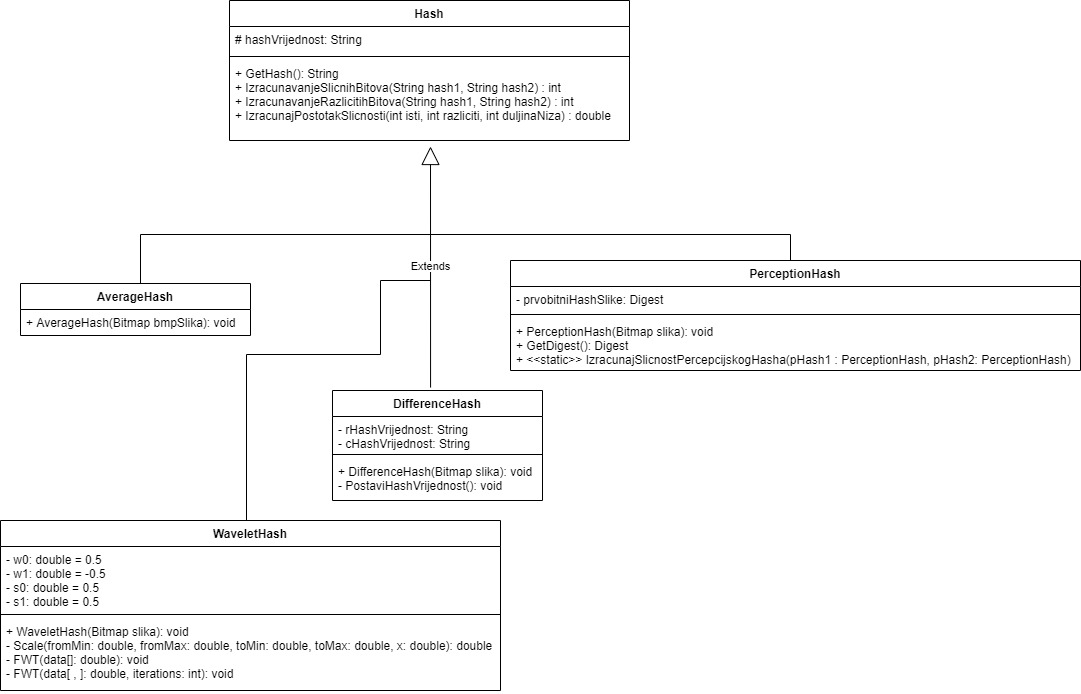 Hash
# hashVrijednost: String
+ GetHash(): String
+ IzracunavanjeSlicnihBitova(String hash1, String hash2) : int
+ IzracunavanjeRazlicitihBitova(String hash1, String hash2) : int
+ IzracunajPostotakSlicnosti(int isti, int razliciti, int duljinaNiza) : double
Extends
AverageHash
+ AverageHash(Bitmap bmpSlika): void
PerceptionHash
- prvobitniHashSlike: Digest
+ PerceptionHash(Bitmap slika): void
+ GetDigest(): Digest
+ <<static>> IzracunajSlicnostPercepcijskogHasha(pHash1 : PerceptionHash, pHash2: PerceptionHash)
DifferenceHash
- rHashVrijednost: String
- cHashVrijednost: String
+ DifferenceHash(Bitmap slika): void
- PostaviHashVrijednost(): void
WaveletHash
- w0: double = 0.5
- w1: double = -0.5
- s0: double = 0.5
- s1: double = 0.5
+ WaveletHash(Bitmap slika): void
- Scale(fromMin: double, fromMax: double, toMin: double, toMax: double, x: double): double
- FWT(data[]: double): void
- FWT(data[ , ]: double, iterations: int): void